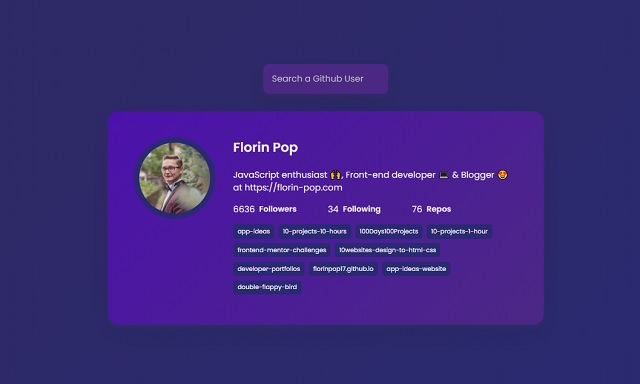 Search a Github User
Florin Pop
JavaScript enthusiast 🙌, Front-end developer 💻 & Blogger 🤩
at https://florin-pop.com
6636 Followers 34 Following 76 Repos
app-ideas 10-projects-10-hours 100Days100Projects 10-projects-1-hour
frontend-mentor-challenges 10websites-design-to-html-css
developer-portfolios florinpop17.github.io app-ideas-website
double-flappy-bird